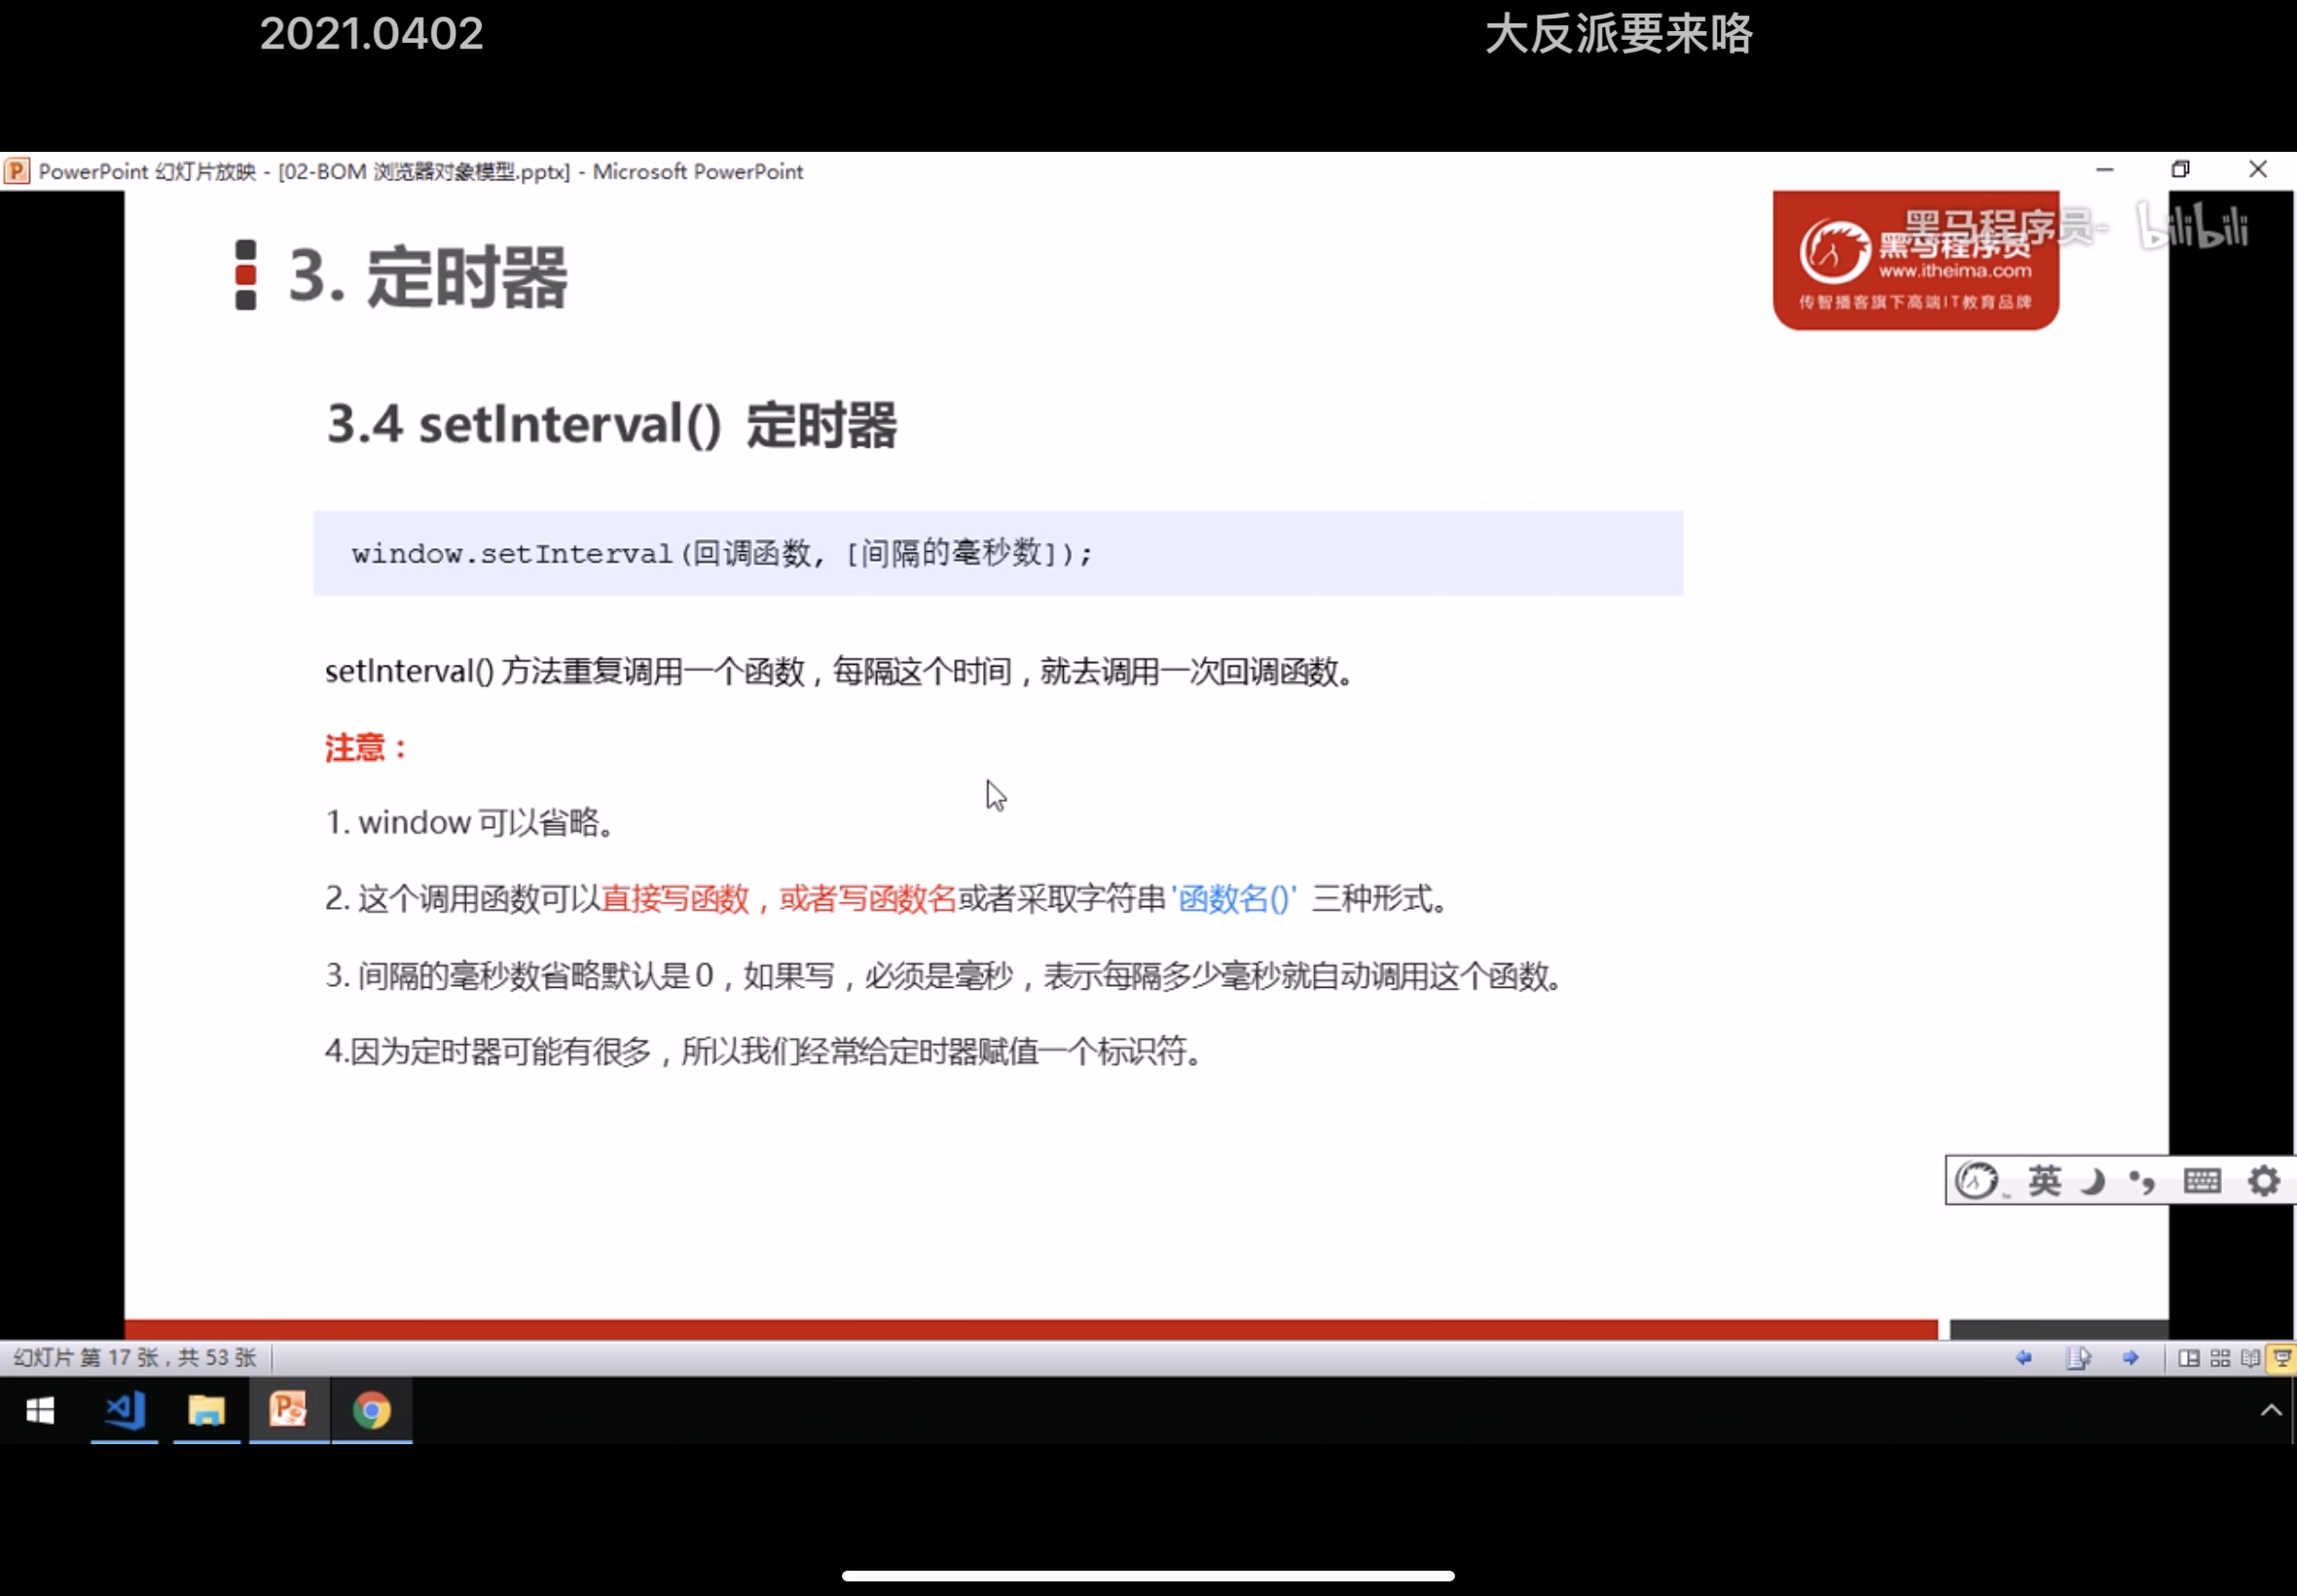 2021.0402
大反派要来咯
PowerPoint 幻灯片放映 - [02-BOM 浏览器对象模型.pptx] - Microsoft PowerPoint
3. 定时器
黑马程序员-
bilibili
黑马程序员
www.itheima.com
传智播客旗下高端IT教育品牌
3.4 setInterval() 定时器
window.setInterval(回调函数, [间隔的毫秒数]);
setInterval() 方法重复调用一个函数，每隔这个时间，就去调用一次回调函数。
注意：
1. window 可以省略。
2. 这个调用函数可以直接写函数，或者写函数名或者采取字符串 '函数名()' 三种形式。
3. 间隔的毫秒数省略默认是 0，如果写，必须是毫秒，表示每隔多少毫秒就自动调用这个函数。
4.因为定时器可能有很多，所以我们经常给定时器赋值一个标识符。
英
幻灯片 第 17 张，共 53 张